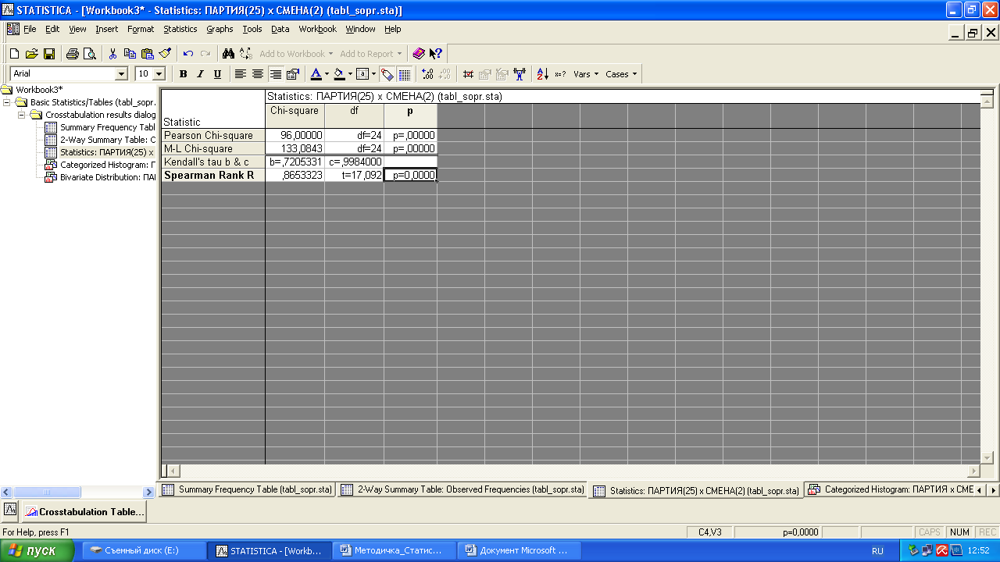 STATISTICA - [Workbook3* - Statistics: ПАРТИЯ(25) x СМЕНА(2) (tabl_sopr.sta)]
File Edit View Insert Format Statistics Graphs Tools Data Workbook Window Help
Add to Workbook Add to Report
Arial 10 B I U Vars Cases
Workbook3*
Basic Statistics/Tables (tabl_sopr.
Crosstabulation results dialog
Summary Frequency Tabl
2-Way Summary Table: O
Statistics: ПАРТИЯ(25) x
Categorized Histogram: П
Bivariate Distribution: ПА
Statistics: ПАРТИЯ(25) x СМЕНА(2) (tabl_sopr.sta)
Statistic Chi-square df p
Pearson Chi-square 96,00000 df=24 p=,00000
M-L Chi-square 133,0843 df=24 p=,00000
Kendall's tau b & c b=,7205331 c=,9984000
Spearman Rank R ,8653323 t=17,092 p=0,0000
Summary Frequency Table (tabl_sopr.sta) 2-Way Summary Table: Observed Frequencies (tabl_sopr.sta) Statistics: ПАРТИЯ(25) x СМЕНА(2) (tabl_sopr.sta) Categorized Histogram: ПАРТИЯ x СМЕ
Crosstabulation Table...
For Help, press F1 C4,V3 p=0,0000 CAPS NUM REC
пуск Съемный диск (E:) STATISTICA - [Workb... Методичка_Статис... Документ Microsoft ... RU 12:52